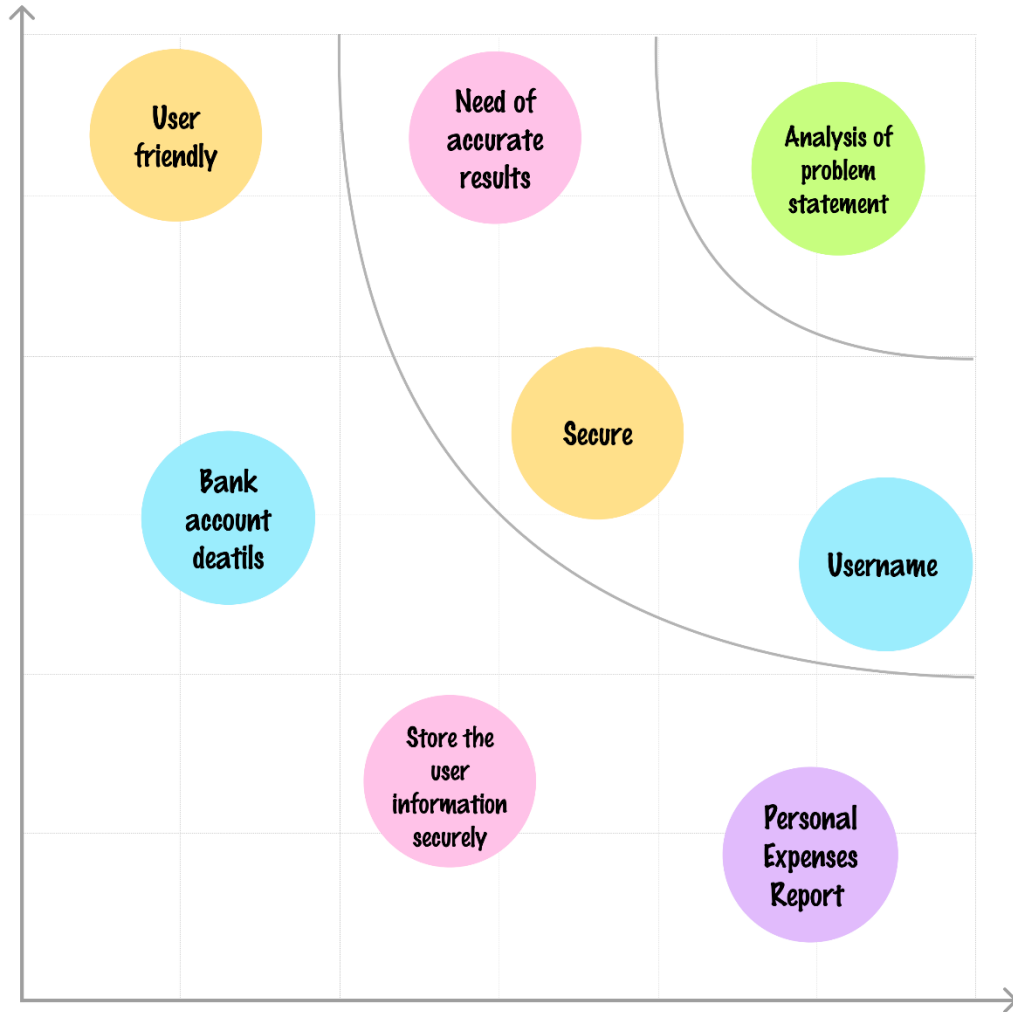 User
friendly
Need of
accurate
results
Analysis of
problem
statement
Secure
Bank
account
deatils
Username
Store the
user
information
securely
Personal
Expenses
Report